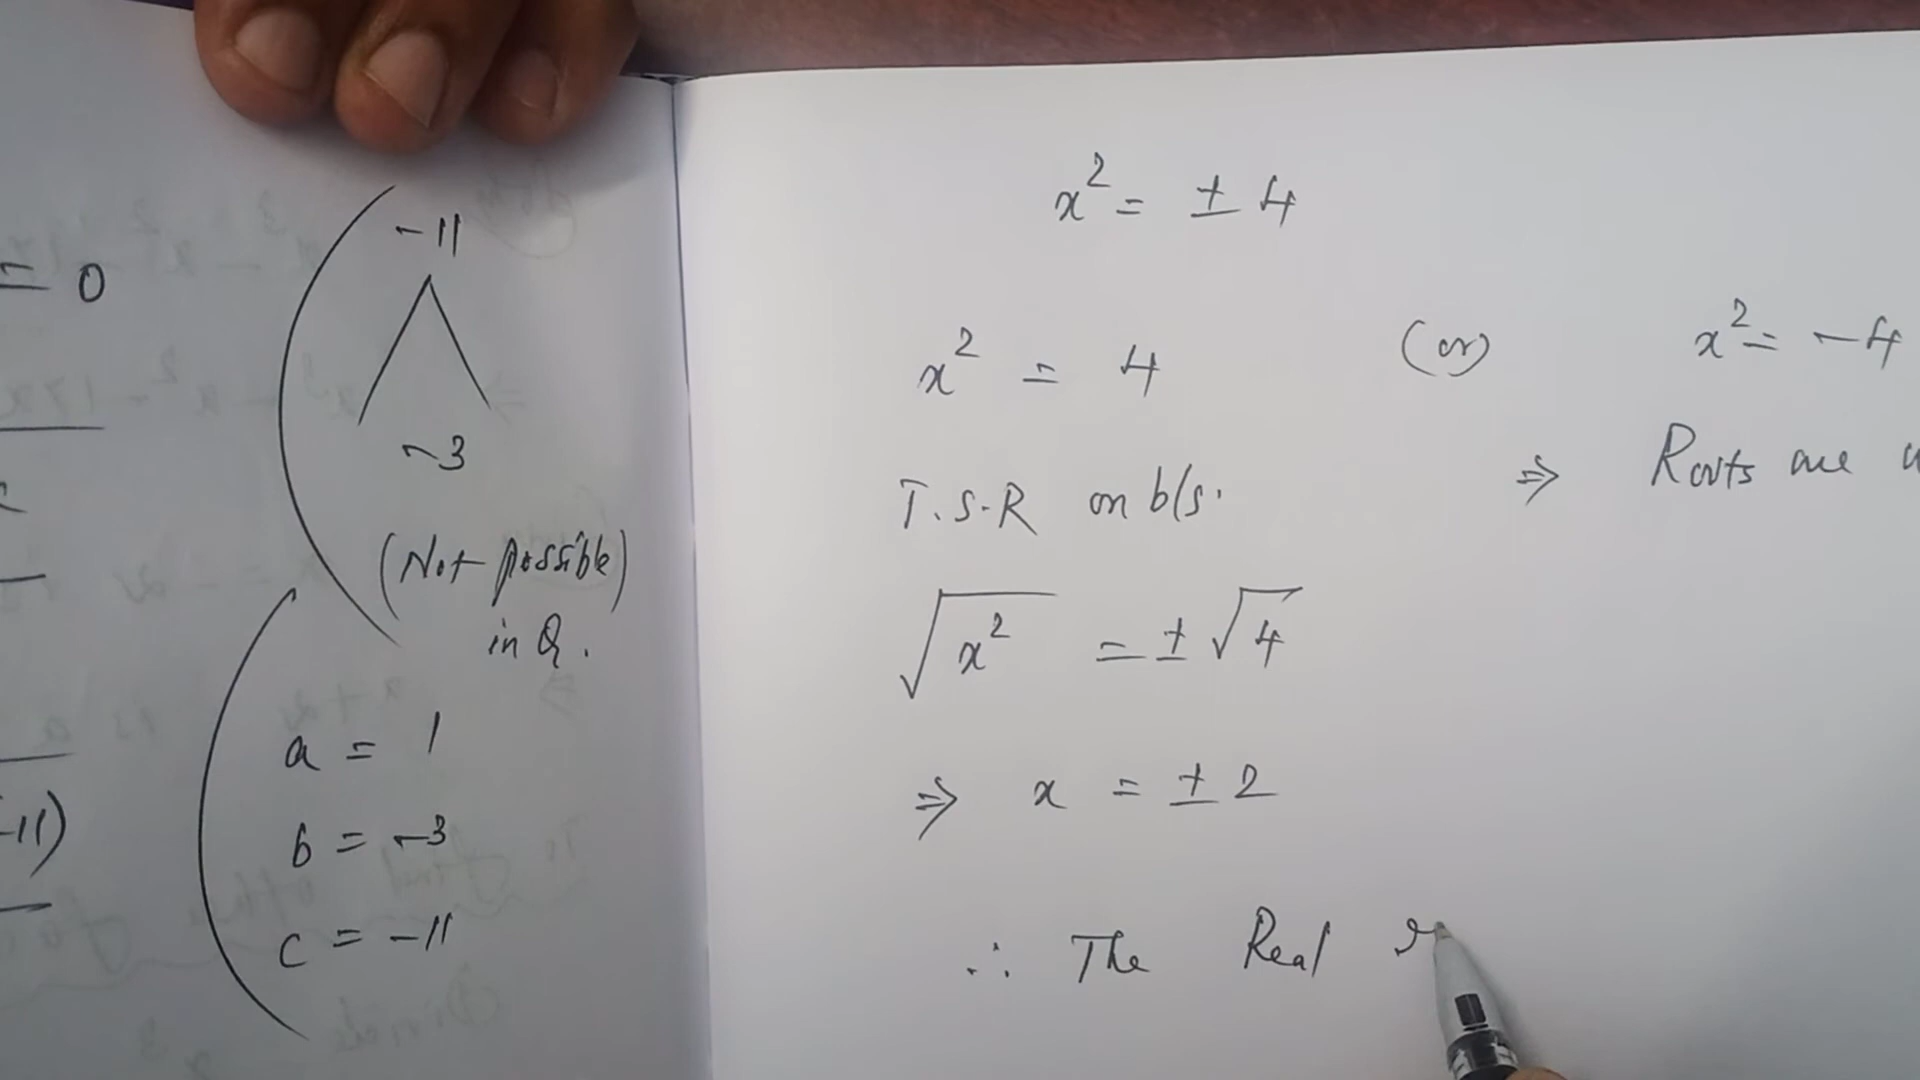 = 0
-11)
-11
-3
(Not possible)
in Q.
a = 1
b = -3
c = -11
x² = ± 4
x² = 4 (or) x² = -4
T.S.R on b/s. ⇒ Roots are
√x² = ± √4
⇒ x = ± 2
∴ The Real